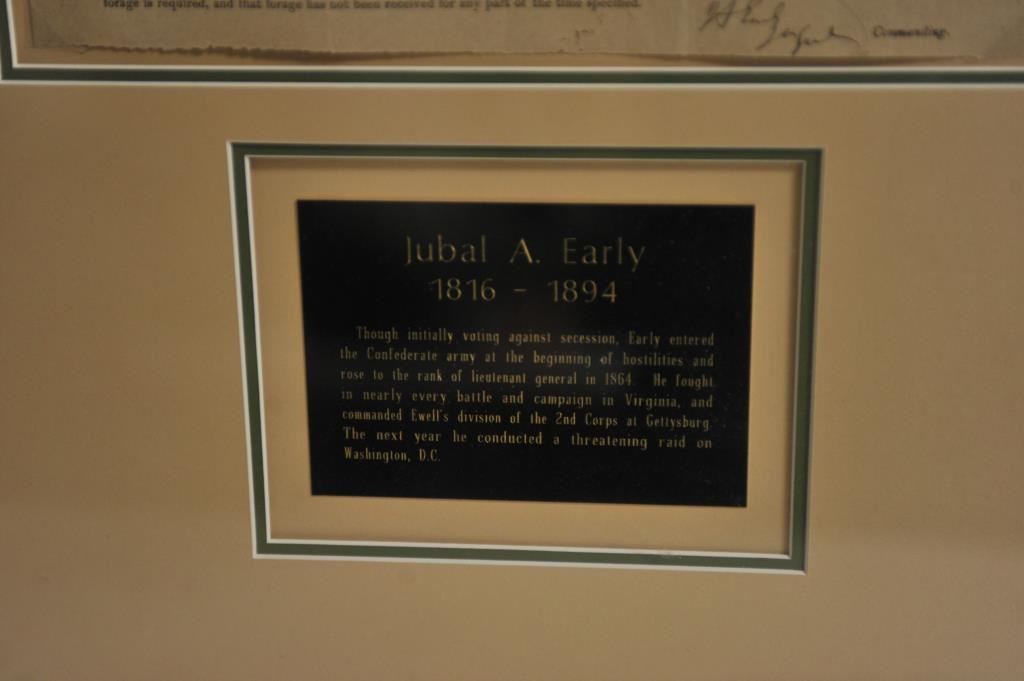 forage is required, and that forage has not been received for any part of the time specified.
Commanding.
Jubal A. Early
1816 - 1894
Though initially voting against secession, Early entered
the Confederate army at the beginning of hostilities and
rose to the rank of lieutenant general in 1864. He fought
in nearly every battle and campaign in Virginia, and
commanded Ewell's division of the 2nd Corps at Gettysburg.
The next year he conducted a threatening raid on
Washington, D.C.